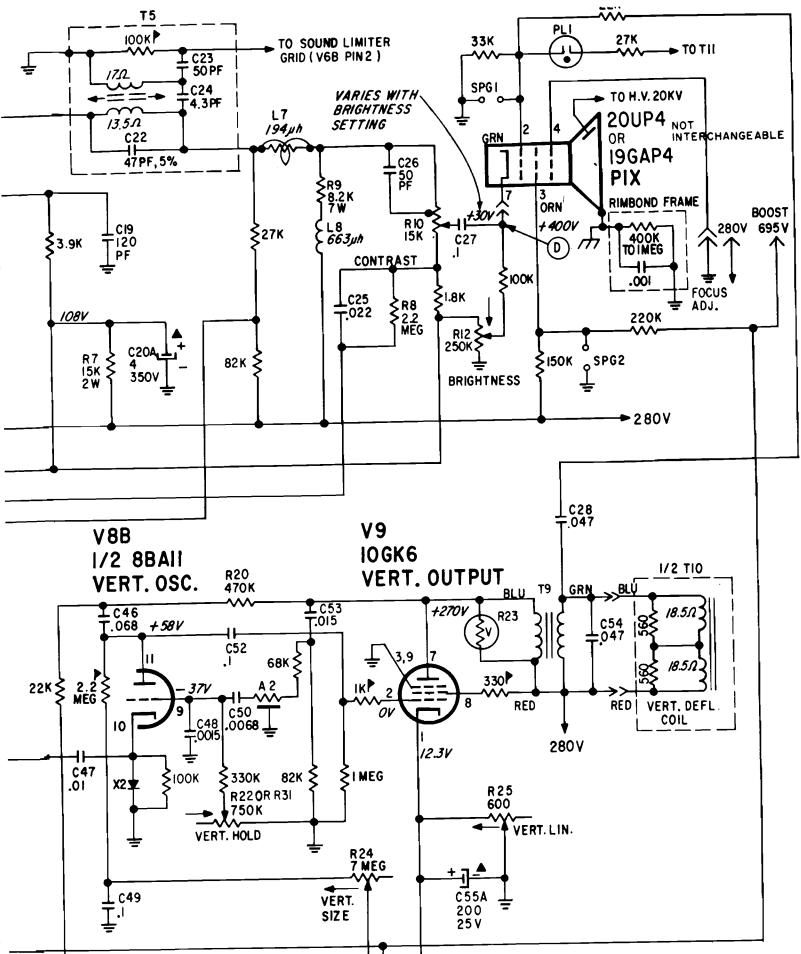 T5
100K
C23
50PF
TO SOUND LIMITER
GRID (V6B PIN2)
17Ω
C24
4.3PF
13.5Ω
C22
47PF, 5%
L7
194µh
VARIES WITH
BRIGHTNESS
SETTING
33K
PL1
27K
TO T11
SPG1
2
4
TO H.V. 20KV
20UP4
OR
19GAP4
PIX
NOT
INTERCHANGEABLE
GRN
7
3
ORN
+30V
+400V
D
RIMBOND FRAME
400K
TO 1MEG
.001
280V
BOOST
695V
FOCUS
ADJ.
C26
50
PF
R9
8.2K
7W
L8
663µh
R10
15K
C27
.1
CONTRAST
C19
120
PF
3.9K
27K
100K
C25
.022
R8
2.2
MEG
1.8K
R12
250K
BRIGHTNESS
220K
150K
SPG2
108V
R7
15K
2W
C20A
4
350V
+
−
82K
280V
V8B
1/2 8BA11
VERT. OSC.
V9
10GK6
VERT. OUTPUT
C28
.047
R20
470K
C46
.068
+58V
C53
.015
C52
.1
+270V
R23
V
BLU
T9
GRN
BLU
1/2 T10
C54
.047
560
560
18.5Ω
18.5Ω
RED
RED
VERT. DEFL.
COIL
280V
22K
2.2
MEG
11
10
9
−37V
68K
A2
C50
.0068
C48
.0015
3,9
7
1K
2
0V
8
330
1
12.3V
C47
.01
X2
100K
330K
R22 OR R31
750K
VERT. HOLD
82K
1 MEG
R25
600
VERT. LIN.
R24
7 MEG
VERT.
SIZE
C49
.1
+
−
C55A
200
25V